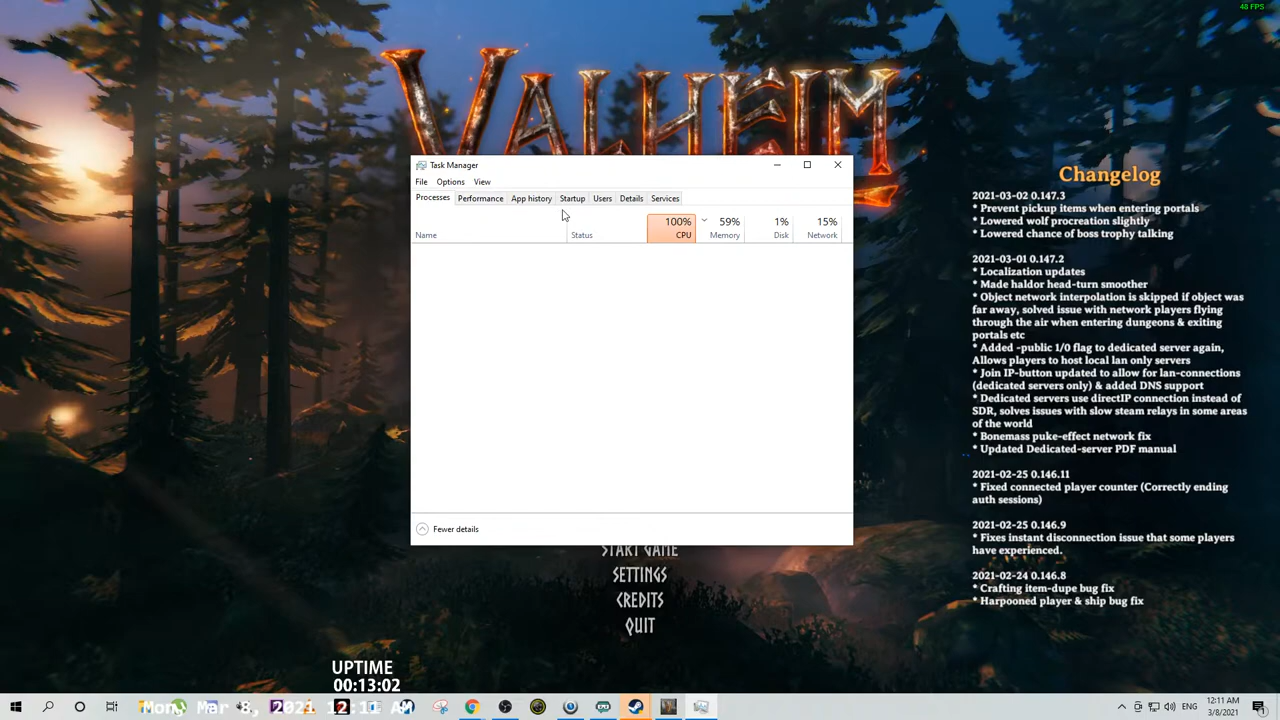 48 FPS
VALHEIM
Task Manager
File Options View
Processes Performance App history Startup Users Details Services
100% 59% 1% 15%
Name Status CPU Memory Disk Network
Fewer details
START GAME
SETTINGS
CREDITS
QUIT
Changelog
2021-03-02 0.147.3
* Prevent pickup items when entering portals
* Lowered wolf procreation slightly
* Lowered chance of boss trophy talking
2021-03-01 0.147.2
* Localization updates
* Made haldor head-turn smoother
* Object network interpolation is skipped if object was
far away, solved issue with network players flying
through the air when entering dungeons & exiting
portals etc
* Added -public 1/0 flag to dedicated server again,
Allows players to host local lan only servers
* Join IP-button updated to allow for lan-connections
(dedicated servers only) & added DNS support
* Dedicated servers use directIP connection instead of
SDR, solves issues with slow steam relays in some areas
of the world
* Bonemass puke-effect network fix
* Updated Dedicated-server PDF manual
2021-02-25 0.146.11
* Fixed connected player counter (Correctly ending
auth sessions)
2021-02-25 0.146.9
* Fixes instant disconnection issue that some players
have experienced.
2021-02-24 0.146.8
* Crafting item-dupe bug fix
* Harpooned player & ship bug fix
UPTIME
00:13:02
Mon, Mar 8, 2021 12:11 AM
ENG
12:11 AM
3/8/2021